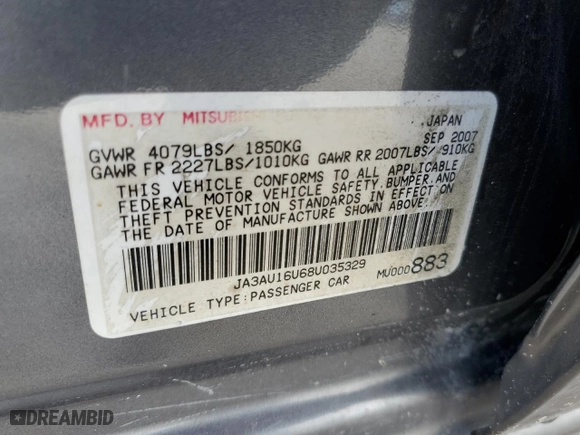 MFD. BY MITSUBIS
JAPAN
SEP 2007
GVWR 4079LBS/ 1850KG
GAWR FR 2227LBS/1010KG GAWR RR 2007LBS/ 910KG
THIS VEHICLE CONFORMS TO ALL APPLICABLE
FEDERAL MOTOR VEHICLE SAFETY,BUMPER,AND
THEFT PREVENTION STANDARDS IN EFFECT ON
THE DATE OF MANUFACTURE SHOWN ABOVE.
JA3AU16U68U035329
MU000883
VEHICLE TYPE:PASSENGER CAR
DREAMBID